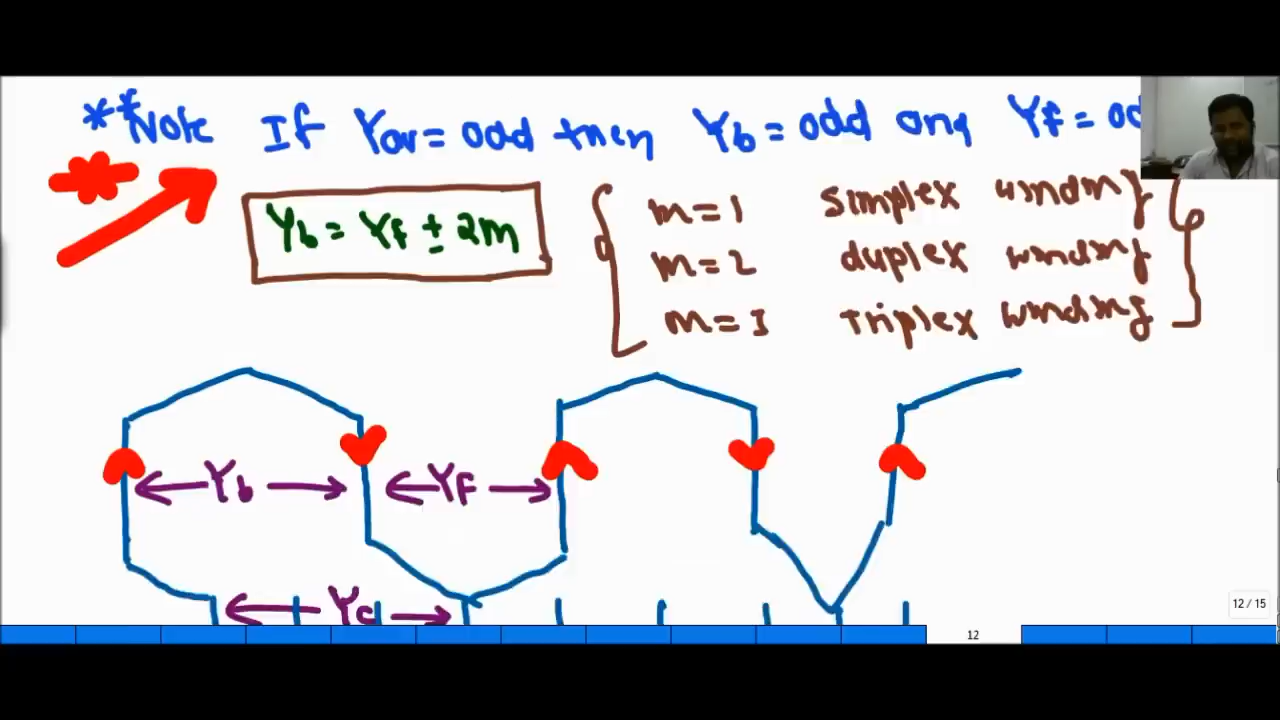 **Note If Yav = odd then Yb = odd and Yf = od
Yb = Yf ± 2m
m = 1 simplex winding
m = 2 duplex winding
m = I Triplex winding
Yb Yf
Yc
12 / 15
12